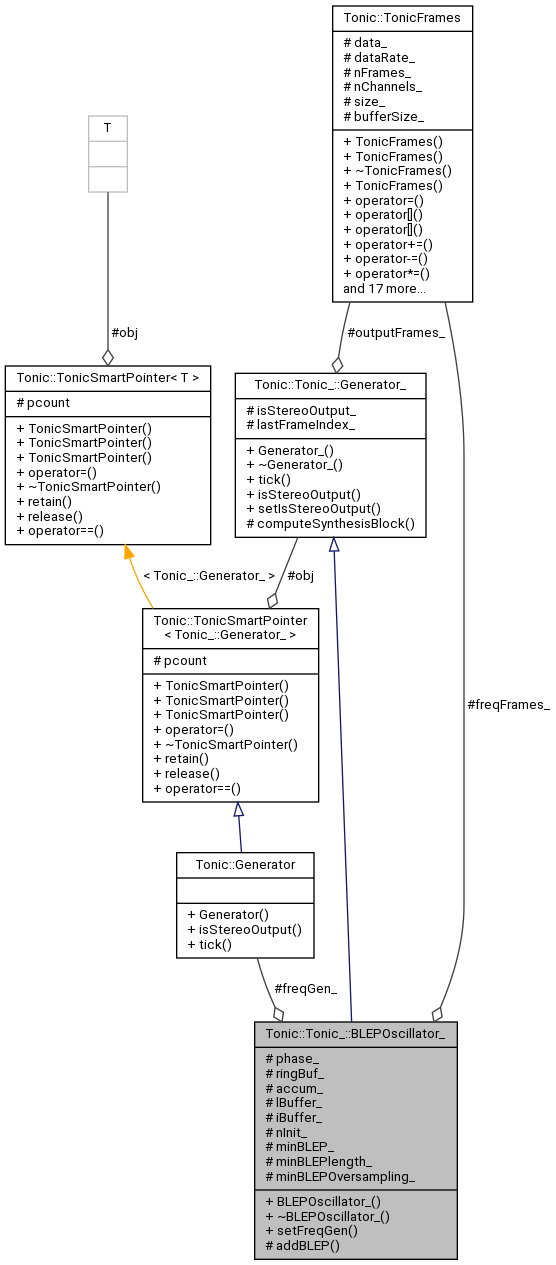 Tonic::TonicFrames
# data_
# dataRate_
# nFrames_
# nChannels_
# size_
# bufferSize_
+ TonicFrames()
+ TonicFrames()
+ ~TonicFrames()
+ TonicFrames()
+ operator=()
+ operator[]()
+ operator[]()
+ operator+=()
+ operator-=()
+ operator*=()
and 17 more...
T
#obj
#outputFrames_
Tonic::TonicSmartPointer< T >
# pcount
+ TonicSmartPointer()
+ TonicSmartPointer()
+ TonicSmartPointer()
+ operator=()
+ ~TonicSmartPointer()
+ retain()
+ release()
+ operator==()
Tonic::Tonic_::Generator_
# isStereoOutput_
# lastFrameIndex_
+ Generator_()
+ ~Generator_()
+ tick()
+ isStereoOutput()
+ setIsStereoOutput()
# computeSynthesisBlock()
< Tonic_::Generator_ >
#obj
Tonic::TonicSmartPointer
< Tonic_::Generator_ >
# pcount
+ TonicSmartPointer()
+ TonicSmartPointer()
+ TonicSmartPointer()
+ operator=()
+ ~TonicSmartPointer()
+ retain()
+ release()
+ operator==()
#freqFrames_
Tonic::Generator
+ Generator()
+ isStereoOutput()
+ tick()
#freqGen_
Tonic::Tonic_::BLEPOscillator_
# phase_
# ringBuf_
# accum_
# lBuffer_
# iBuffer_
# nInit_
# minBLEP_
# minBLEPlength_
# minBLEPOversampling_
+ BLEPOscillator_()
+ ~BLEPOscillator_()
+ setFreqGen()
# addBLEP()